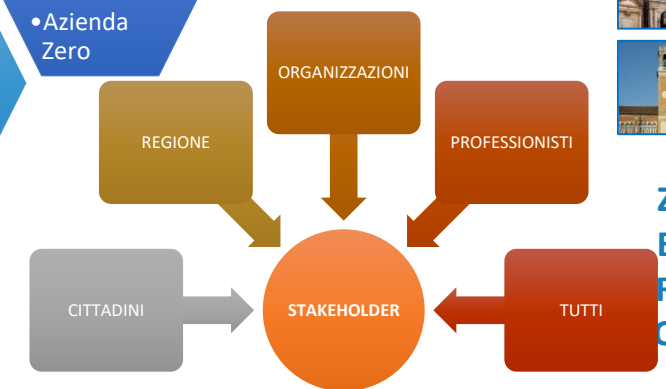 •Azienda
Zero
ORGANIZZAZIONI
REGIONE
PROFESSIONISTI
Z
E
CITTADINI
STAKEHOLDER
TUTTI